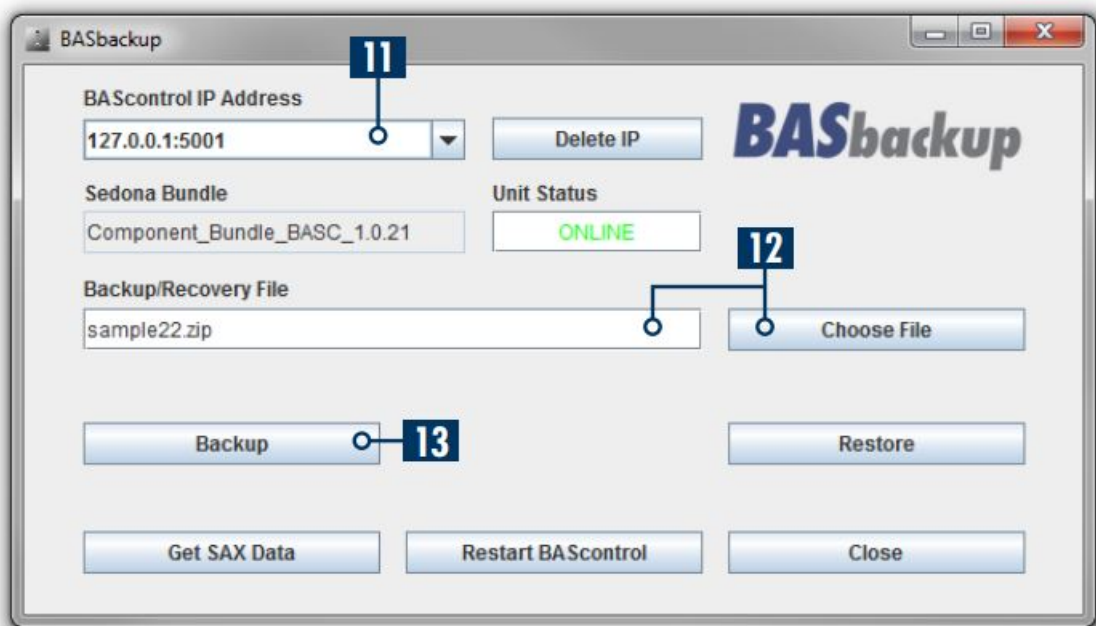 BASbackup
11
BAScontrol IP Address
127.0.0.1:5001
Delete IP
BASbackup
Sedona Bundle
Unit Status
Component_Bundle_BASC_1.0.21
ONLINE
12
Backup/Recovery File
sample22.zip
Choose File
Backup
13
Restore
Get SAX Data
Restart BAScontrol
Close